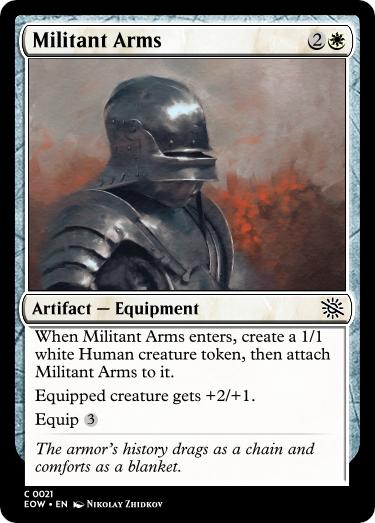 Militant Arms 2
Artifact — Equipment
When Militant Arms enters, create a 1/1
white Human creature token, then attach
Militant Arms to it.
Equipped creature gets +2/+1.
Equip 3
The armor's history drags as a chain and
comforts as a blanket.
C 0021
EOW • EN Nikolay Zhidkov